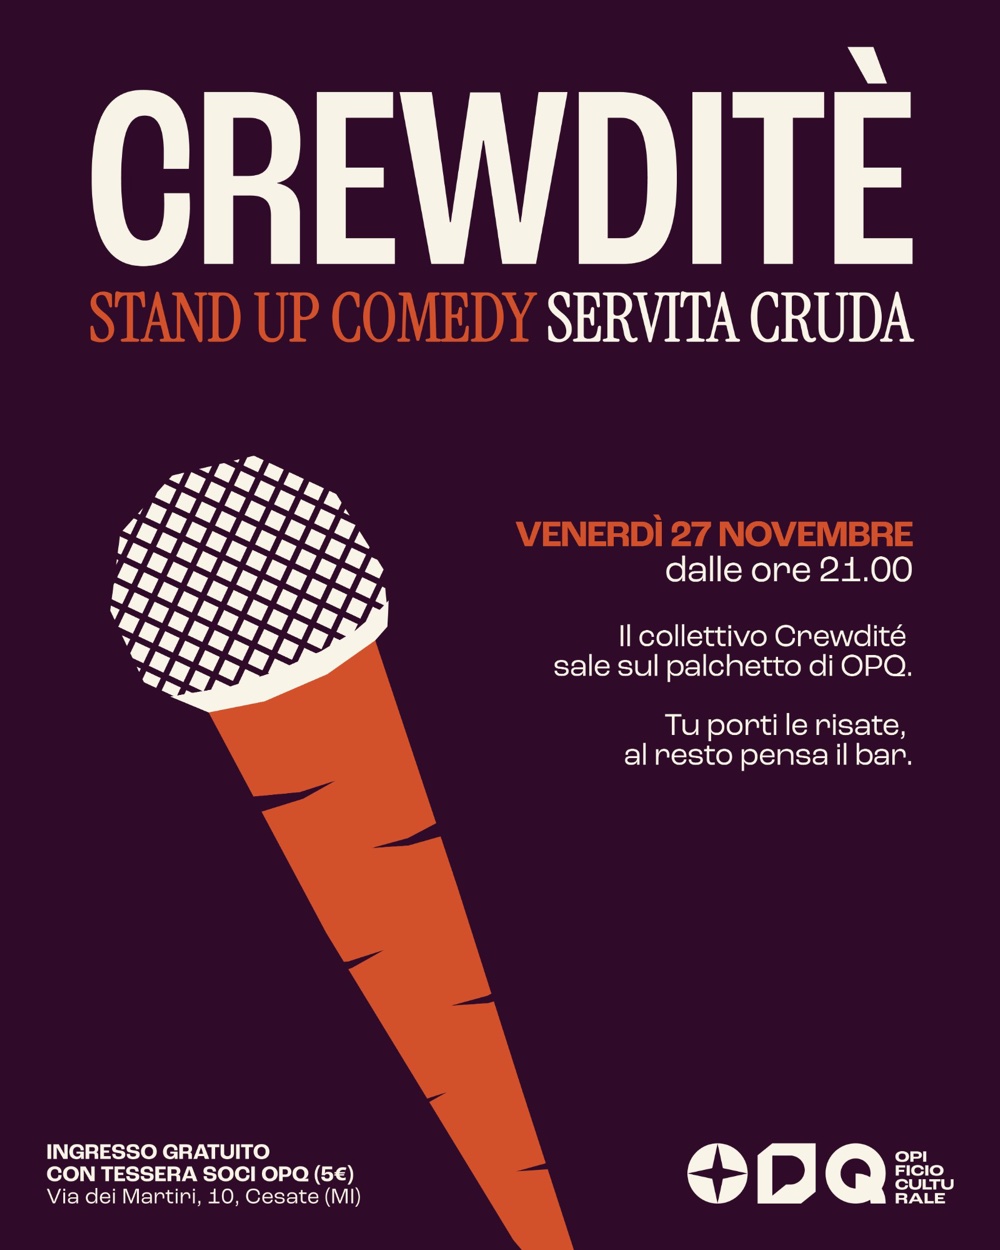 CREWDITÈ
STAND UP COMEDY SERVITA CRUDA
VENERDÌ 27 NOVEMBRE
dalle ore 21.00
Il collettivo Crewdité
sale sul palchetto di OPQ.
Tu porti le risate,
al resto pensa il bar.
INGRESSO GRATUITO
CON TESSERA SOCI OPQ (5€)
Via dei Martiri, 10, Cesate (MI)
OPQ
OPI
FICIO
CULTU
RALE